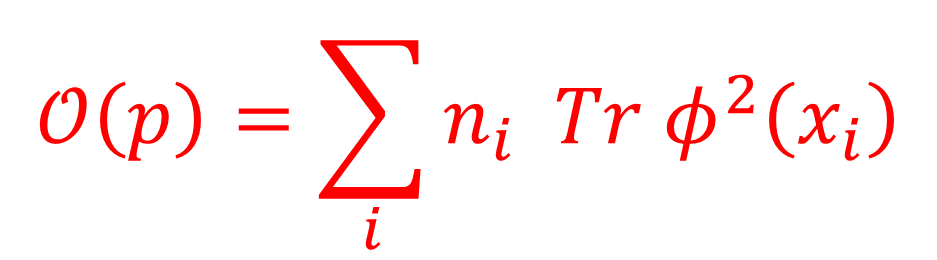 𝒪(p) = ∑_i n_i Tr ϕ²(x_i)